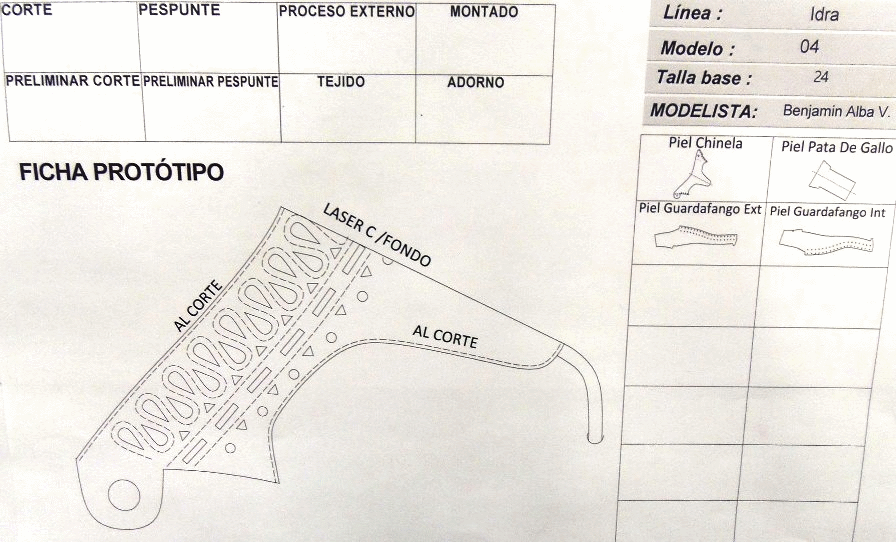 CORTE PESPUNTE PROCESO EXTERNO MONTADO
PRELIMINAR CORTE PRELIMINAR PESPUNTE TEJIDO ADORNO
FICHA PROTÓTIPO
LASER C /FONDO
AL CORTE
AL CORTE
Línea : Idra
Modelo : 04
Talla base : 24
MODELISTA: Benjamin Alba V.
Piel Chinela Piel Pata De Gallo
Piel Guardafango Ext Piel Guardafango Int